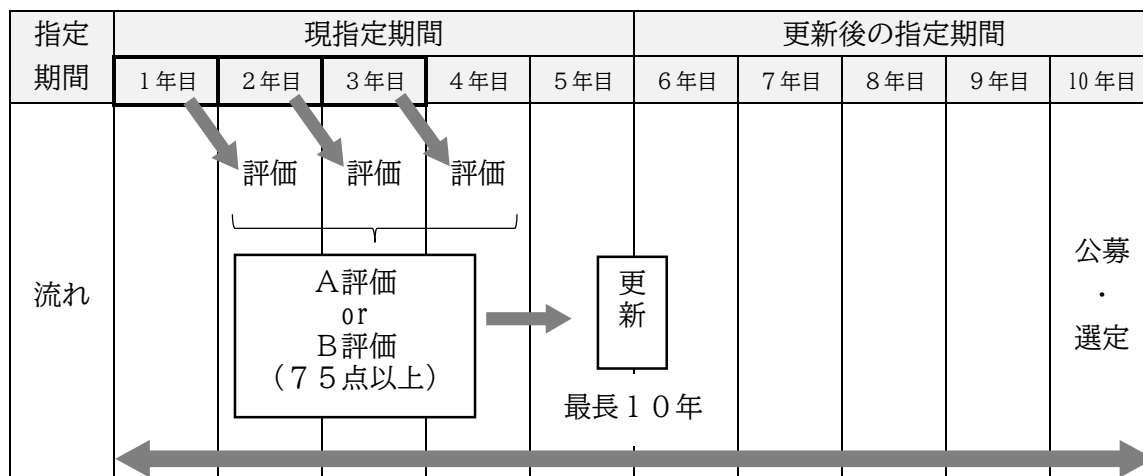 指定期間
現指定期間
更新後の指定期間
1年目
2年目
3年目
4年目
5年目
6年目
7年目
8年目
9年目
10年目
流れ
評価
評価
評価
A評価
or
B評価
(75点以上)
更新
最長10年
公募
・
選定